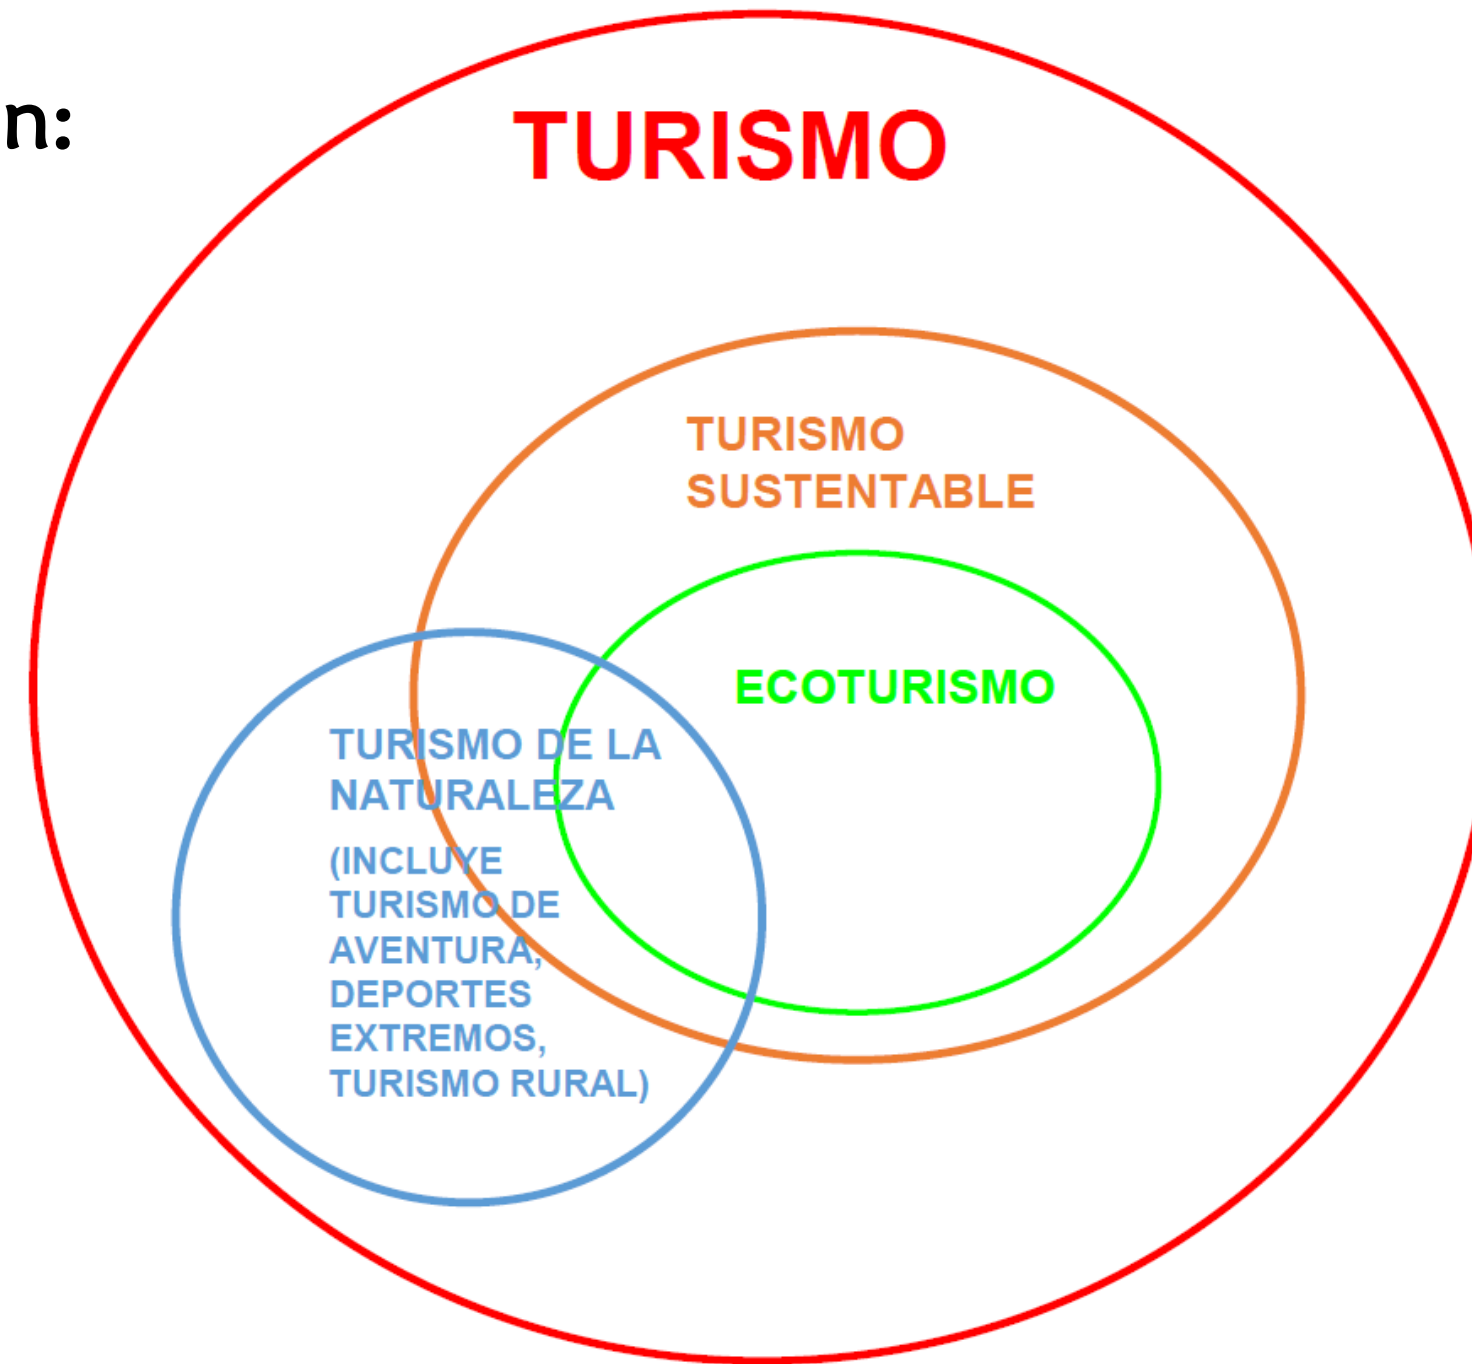 n:
TURISMO
TURISMO
SUSTENTABLE
ECOTURISMO
TURISMO DE LA
NATURALEZA
(INCLUYE
TURISMO DE
AVENTURA,
DEPORTES
EXTREMOS,
TURISMO RURAL)